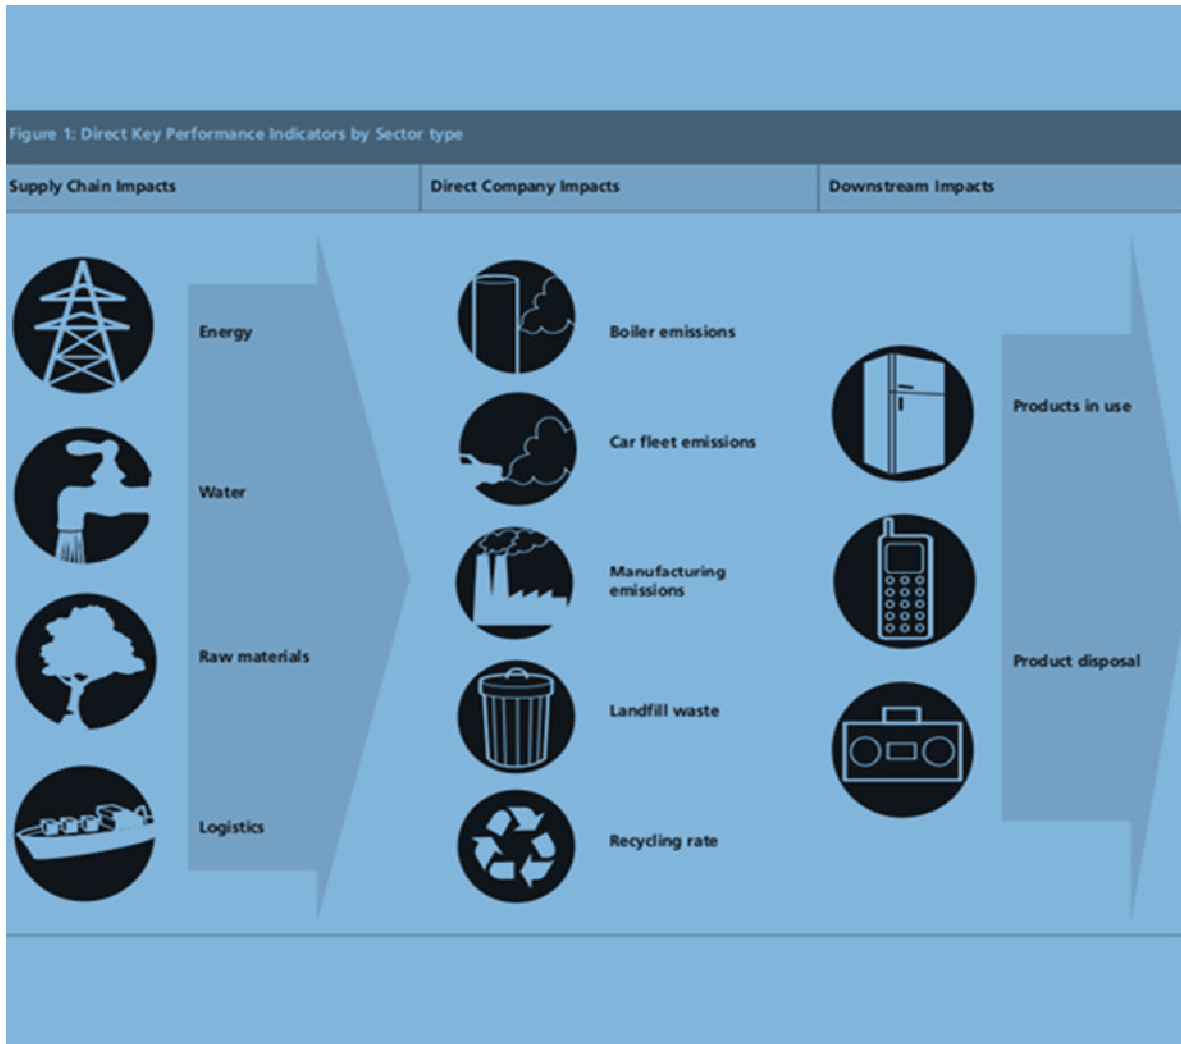 Figure 1: Direct Key Performance Indicators by Sector type
Supply Chain Impacts
Direct Company Impacts
Downstream Impacts
Energy
Water
Raw materials
Logistics
Boiler emissions
Car fleet emissions
Manufacturing
emissions
Landfill waste
Recycling rate
Products in use
Product disposal